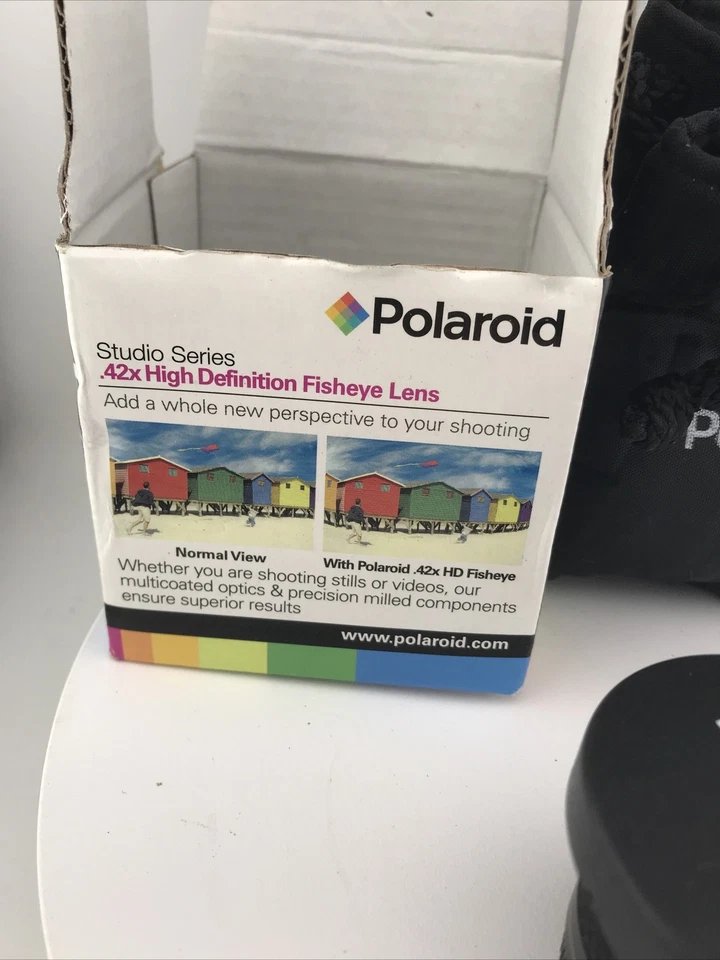 Polaroid
Studio Series
.42x High Definition Fisheye Lens
Add a whole new perspective to your shooting
Normal View
With Polaroid .42x HD Fisheye
Whether you are shooting stills or videos, our
multicoated optics & precision milled components
ensure superior results
www.polaroid.com